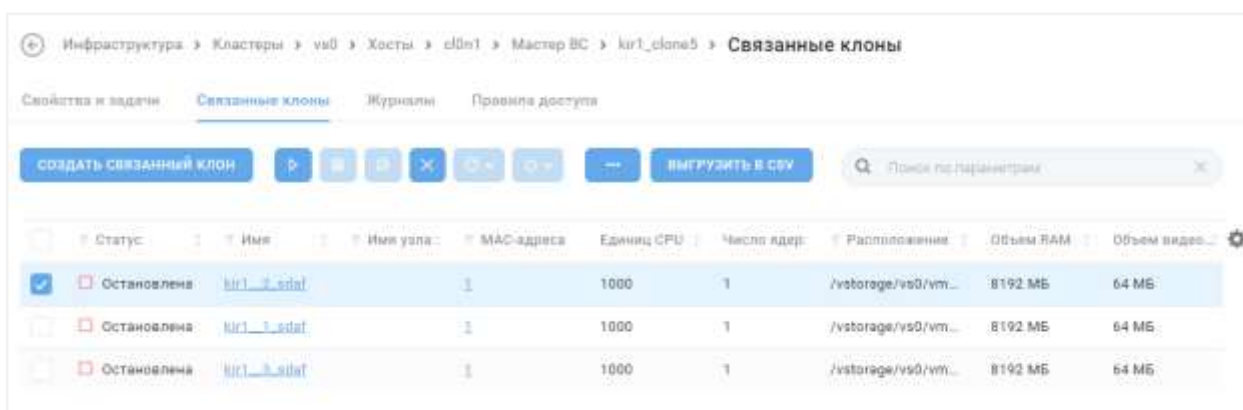 Инфраструктура > Кластеры > vs0 > Хосты > cl0n1 > Мастер ВС > kir1_clone5 > Связанные клоны
Свойства и задачи Связанные клоны Журналы Правила доступа
СОЗДАТЬ СВЯЗАННЫЙ КЛОН ВЫГРУЗИТЬ В CSV Поиск по параметрам
Статус Имя Имя узла MAC-адреса Единиц CPU Число ядер Расположение Объем RAM Объем видео...
Остановлена kir1__2_sdaf 1 1000 1 /vstorage/vs0/vm... 8192 МБ 64 МБ
Остановлена kir1__1_sdaf 1 1000 1 /vstorage/vs0/vm... 8192 МБ 64 МБ
Остановлена kir1__3_sdaf 1 1000 1 /vstorage/vs0/vm... 8192 МБ 64 МБ